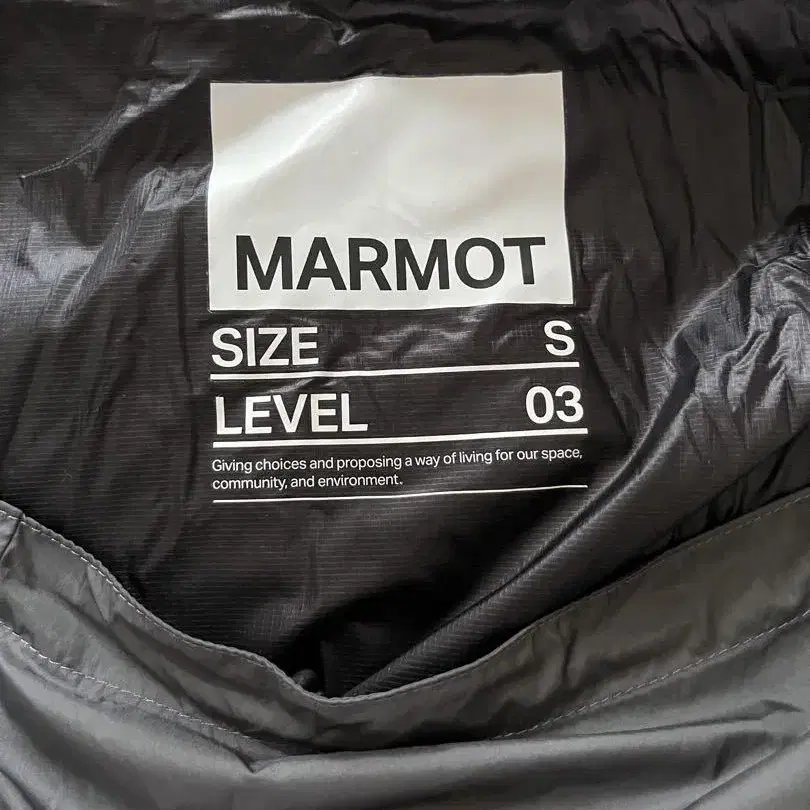 MARMOT
SIZE S
LEVEL 03
Giving choices and proposing a way of living for our space,
community, and environment.